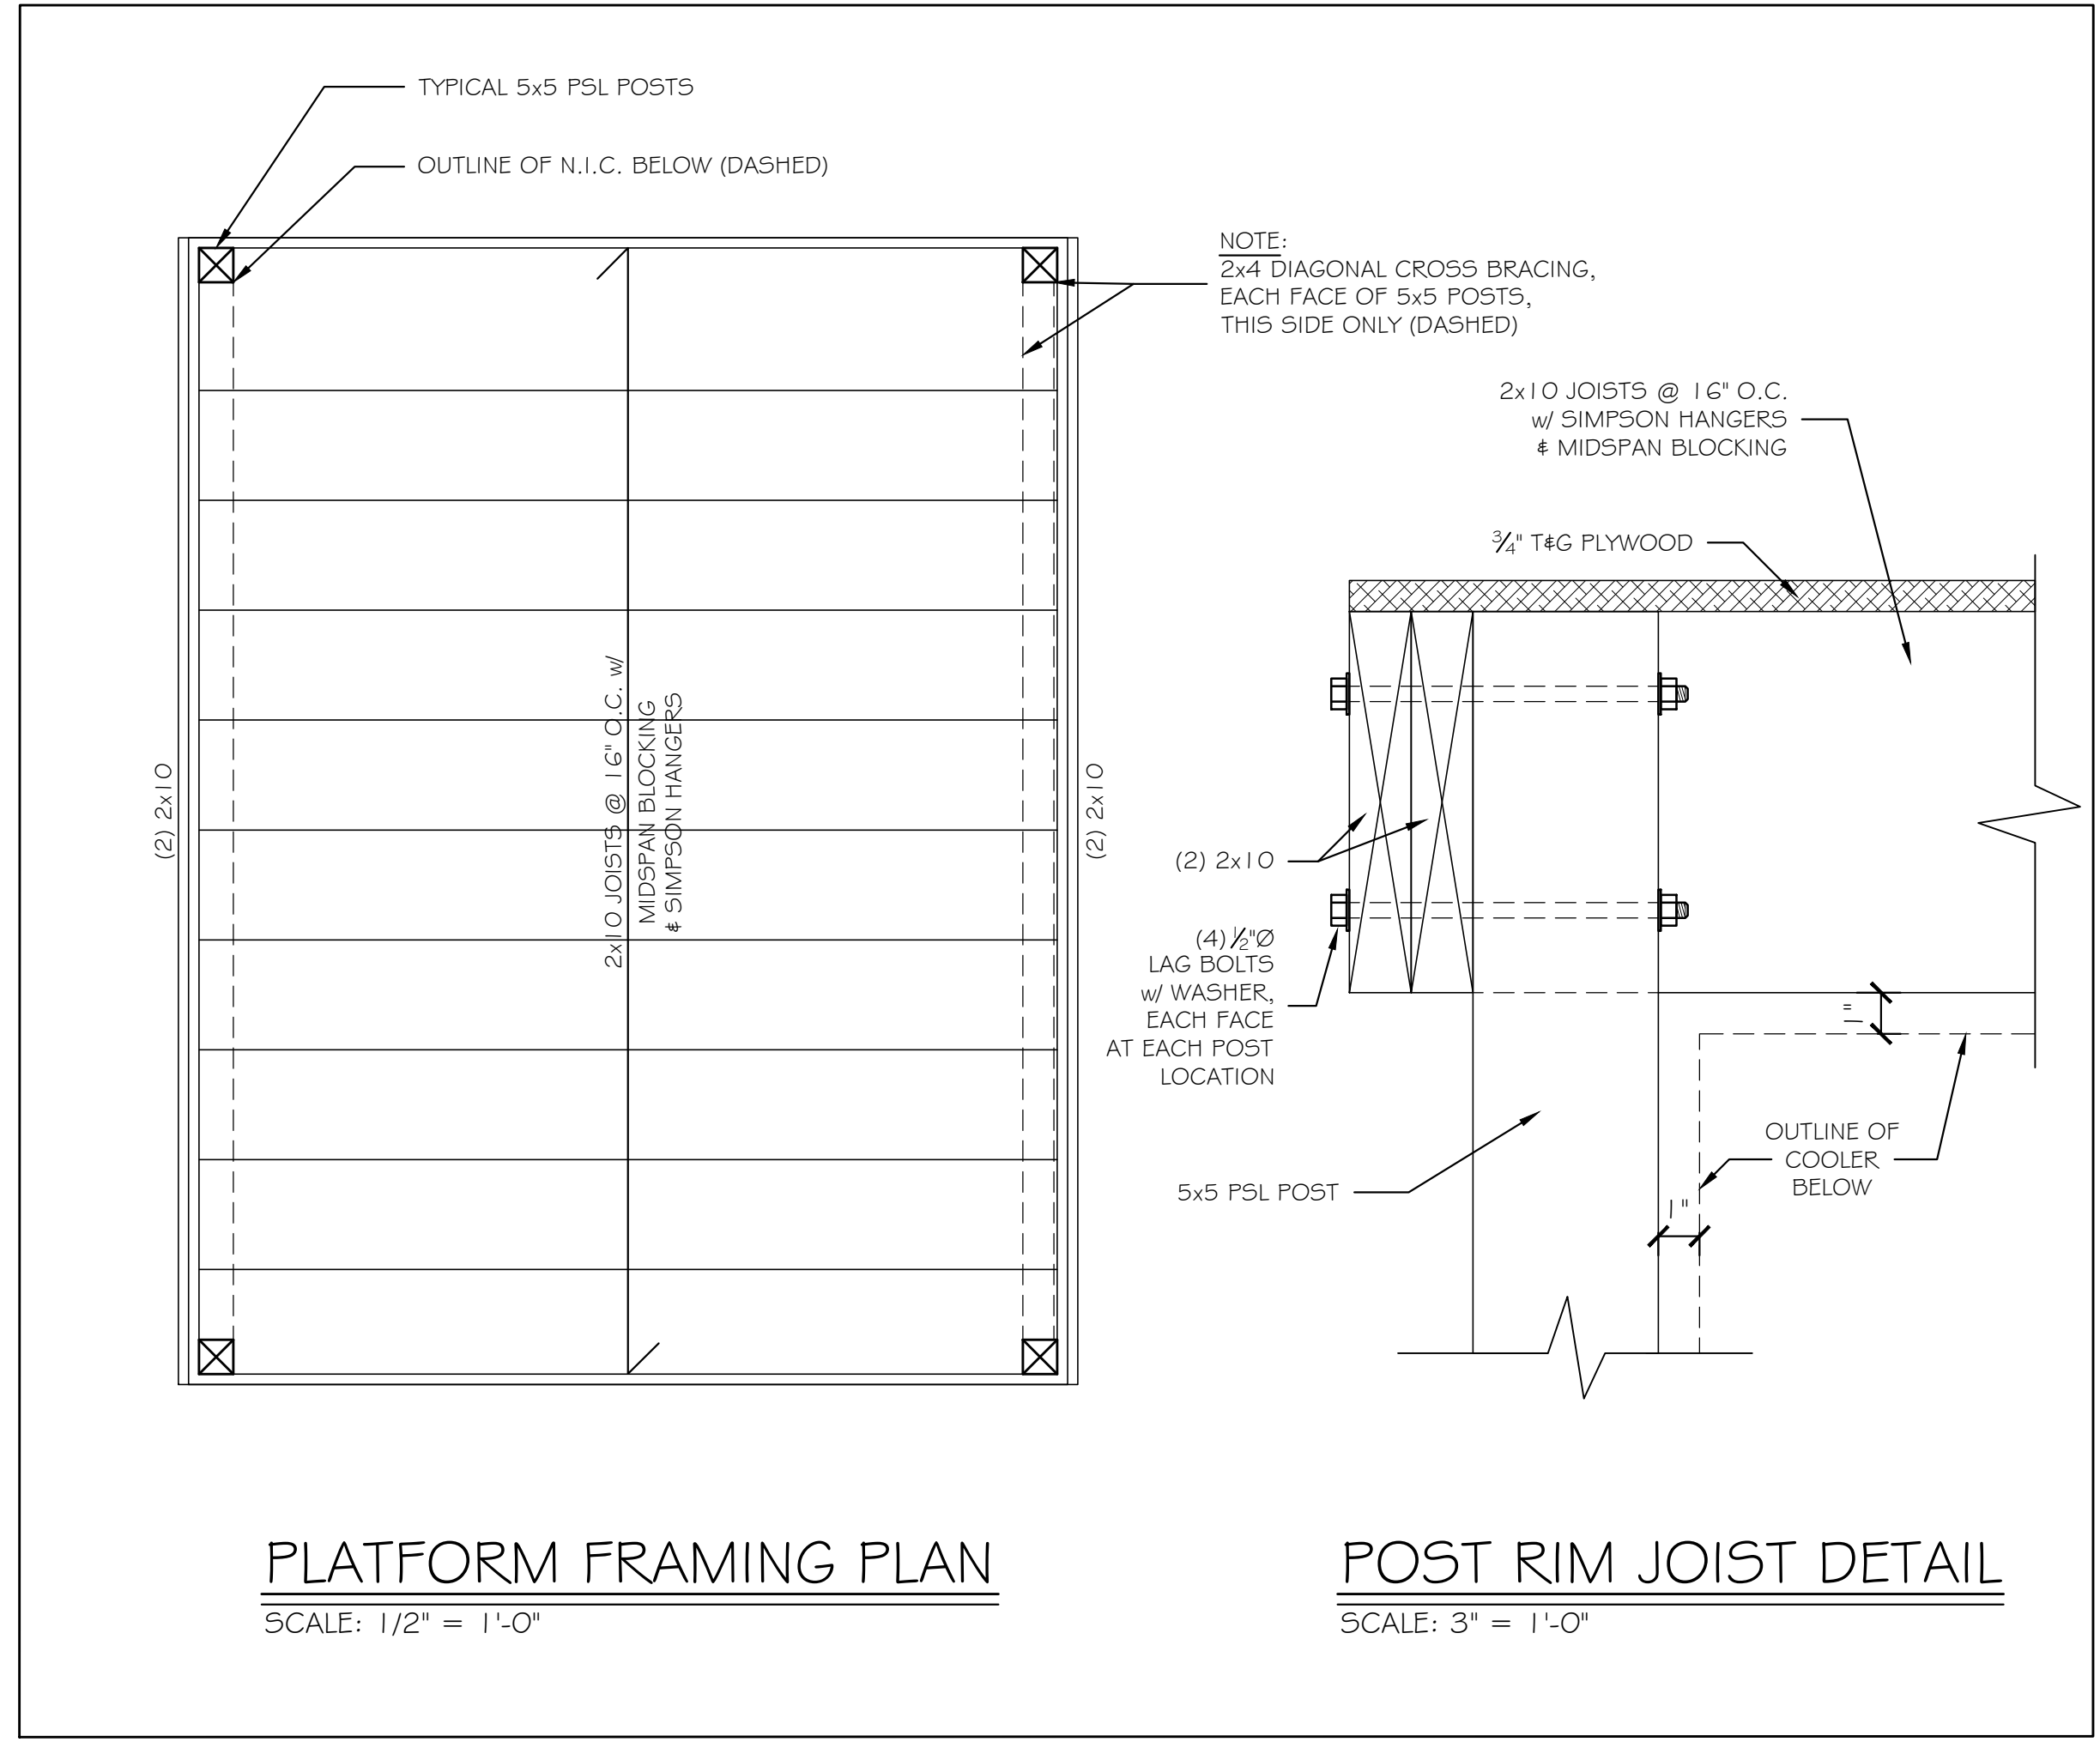 TYPICAL 5x5 PSL POSTS
OUTLINE OF N.I.C. BELOW (DASHED)
NOTE:
2x4 DIAGONAL CROSS BRACING,
EACH FACE OF 5x5 POSTS,
THIS SIDE ONLY (DASHED)
(2) 2x10
2x10 JOISTS @ 16" O.C. w/
MIDSPAN BLOCKING
& SIMPSON HANGERS
(2) 2x10
2x10 JOISTS @ 16" O.C.
w/ SIMPSON HANGERS
& MIDSPAN BLOCKING
3/4" T&G PLYWOOD
(2) 2x10
(4) 1/2"Ø
LAG BOLTS
w/ WASHER,
EACH FACE
AT EACH POST
LOCATION
1"
OUTLINE OF
COOLER
BELOW
5x5 PSL POST
1"
PLATFORM FRAMING PLAN
SCALE: 1/2" = 1'-0"
POST RIM JOIST DETAIL
SCALE: 3" = 1'-0"